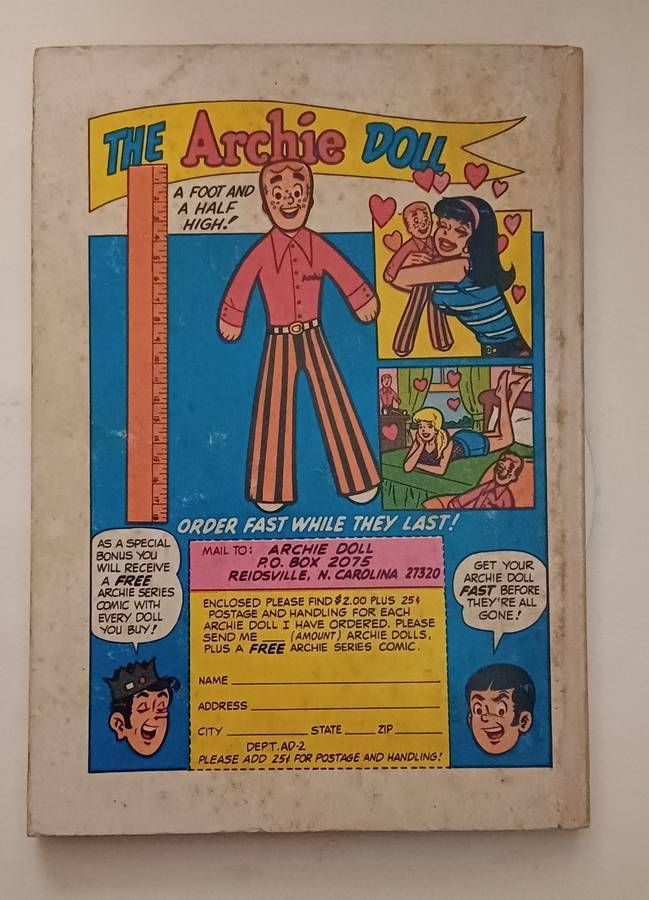 THE Archie DOLL
A FOOT AND
A HALF
HIGH!
Archie
ORDER FAST WHILE THEY LAST!
AS A SPECIAL
BONUS YOU
WILL RECEIVE
A FREE
ARCHIE SERIES
COMIC WITH
EVERY DOLL
YOU BUY!
MAIL TO: ARCHIE DOLL
P.O. BOX 2075
REIDSVILLE, N. CAROLINA 27320
ENCLOSED PLEASE FIND $2.00 PLUS 25¢
POSTAGE AND HANDLING FOR EACH
ARCHIE DOLL I HAVE ORDERED. PLEASE
SEND ME ___ (AMOUNT) ARCHIE DOLLS,
PLUS A FREE ARCHIE SERIES COMIC.
NAME
ADDRESS
CITY STATE ZIP
DEPT. AD-2
PLEASE ADD 25¢ FOR POSTAGE AND HANDLING!
GET YOUR
ARCHIE DOLL
FAST BEFORE
THEY'RE ALL
GONE!